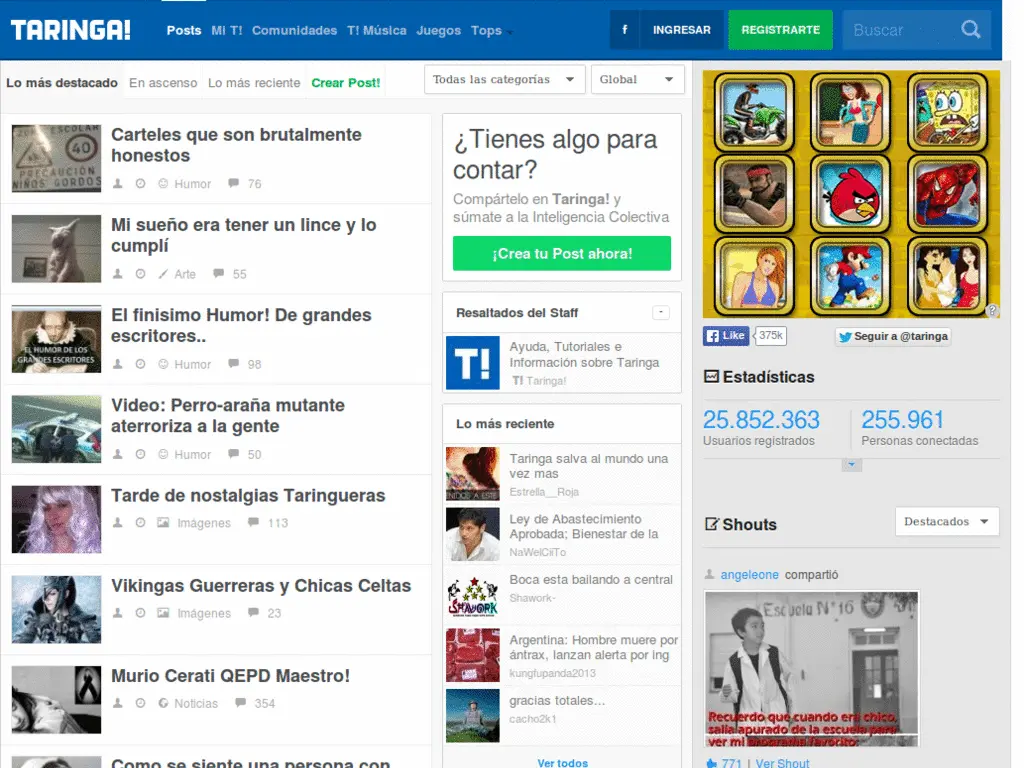 TARINGA!
Posts Mi T! Comunidades T! Música Juegos Tops
INGRESAR
REGISTRARTE
Buscar
Lo más destacado En ascenso Lo más reciente Crear Post!
Todas las categorías
Global
Carteles que son brutalmente
honestos
Humor 76
ESCOLAR
40
PRECAUCIÓN
NIÑOS GORDOS
Mi sueño era tener un lince y lo
cumplí
Arte 55
El finisimo Humor! De grandes
escritores..
Humor 98
EL HUMOR DE LOS
GRANDES ESCRITORES
Video: Perro-araña mutante
aterroriza a la gente
Humor 50
Tarde de nostalgias Taringueras
Imágenes 113
Vikingas Guerreras y Chicas Celtas
Imágenes 23
Murio Cerati QEPD Maestro!
Noticias 354
Como se siente una persona con
¿Tienes algo para
contar?
Compártelo en Taringa! y
súmate a la Inteligencia Colectiva
¡Crea tu Post ahora!
Resaltados del Staff
-
T!
Ayuda, Tutoriales e
Información sobre Taringa
T! Taringa!
Lo más reciente
Taringa salva al mundo una
vez mas
Estrella__Roja
Ley de Abastecimiento
Aprobada; Bienestar de la
NaWelCiiTo
Boca esta bailando a central
Shawork-
SHAWORK
Argentina: Hombre muere por
ántrax, lanzan alerta por ing
kungfupanda2013
gracias totales...
cacho2k1
Ver todos
Like 375k
Seguir a @taringa
Estadísticas
25.852.363
Usuarios registrados
255.961
Personas conectadas
Shouts
Destacados
angeleone compartió
Escuela N°16
Recuerdo que cuando era chico,
salía apurado de la escuela para
ver mi programa favorito:
771 | Ver Shout